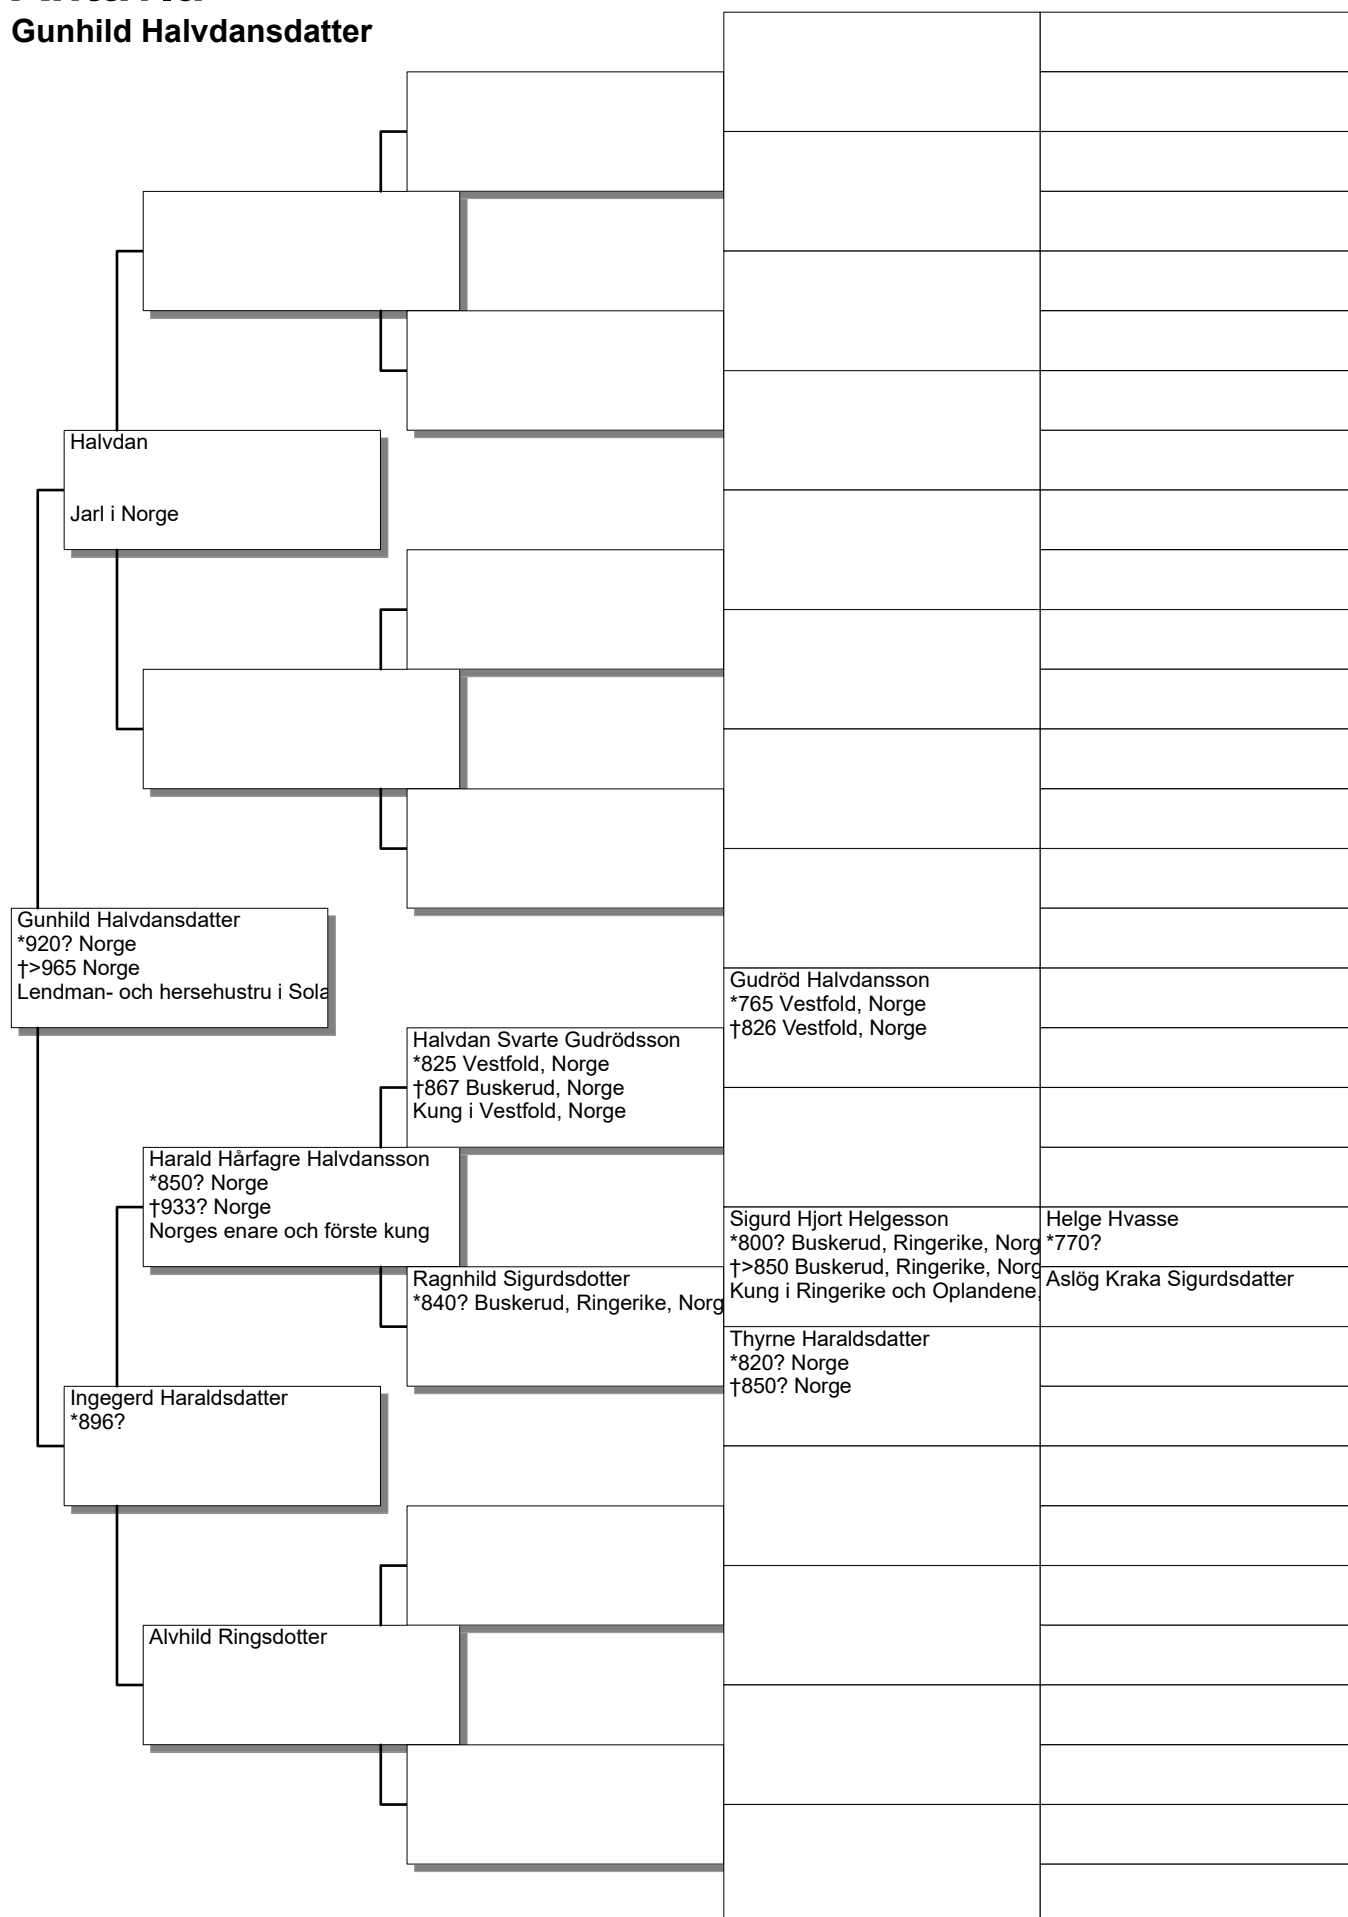 Gunhild Halvdansdatter
Halvdan
Jarl i Norge
Gunhild Halvdansdatter
*920? Norge
†>965 Norge
Lendman- och hersehustru i Sola
Gudröd Halvdansson
*765 Vestfold, Norge
†826 Vestfold, Norge
Halvdan Svarte Gudrödsson
*825 Vestfold, Norge
†867 Buskerud, Norge
Kung i Vestfold, Norge
Harald Hårfagre Halvdansson
*850? Norge
†933? Norge
Norges enare och förste kung
Sigurd Hjort Helgesson
*800? Buskerud, Ringerike, Norg
†>850 Buskerud, Ringerike, Norg
Kung i Ringerike och Oplandene,
Helge Hvasse
*770?
Aslög Kraka Sigurdsdatter
Ragnhild Sigurdsdotter
*840? Buskerud, Ringerike, Norg
Thyrne Haraldsdatter
*820? Norge
†850? Norge
Ingegerd Haraldsdatter
*896?
Alvhild Ringsdotter